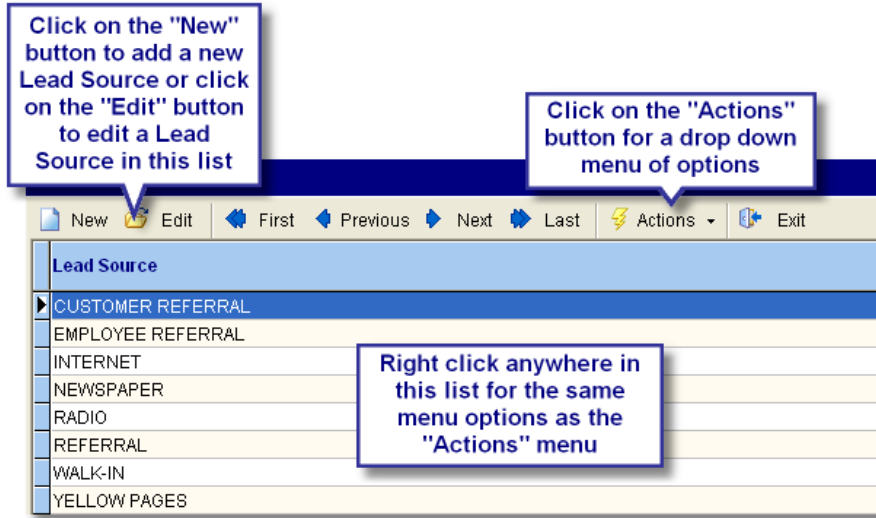 Click on the "New"
button to add a new
Lead Source or click
on the "Edit" button
to edit a Lead
Source in this list
Click on the "Actions"
button for a drop down
menu of options
New Edit First Previous Next Last Actions Exit
Lead Source
CUSTOMER REFERRAL
EMPLOYEE REFERRAL
INTERNET
NEWSPAPER
RADIO
REFERRAL
WALK-IN
YELLOW PAGES
Right click anywhere in
this list for the same
menu options as the
"Actions" menu